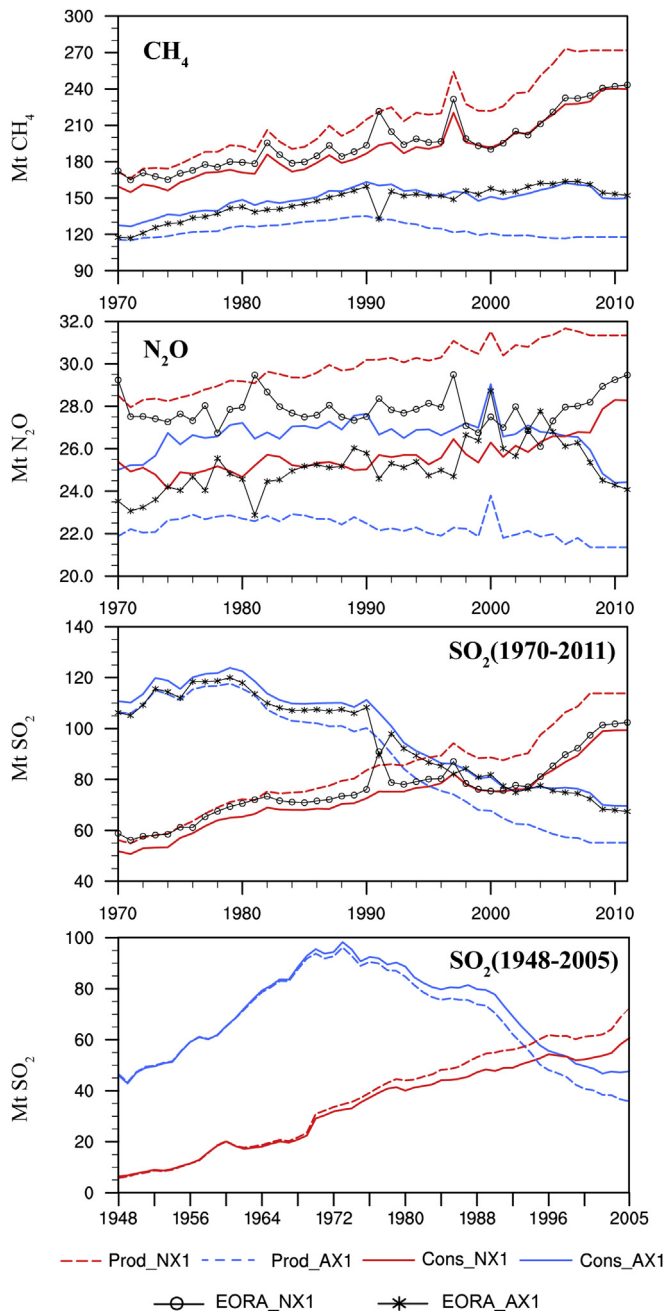 300
CH4
270
240
Mt CH4
210
180
150
120
90
1970 1980 1990 2000 2010
32.0
N2O
30.0
28.0
Mt N2O
26.0
24.0
22.0
20.0
1970 1980 1990 2000 2010
140
SO2(1970-2011)
120
100
Mt SO2
80
60
40
1970 1980 1990 2000 2010
100
SO2(1948-2005)
80
60
Mt SO2
40
20
0
1948 1956 1964 1972 1980 1988 1996 2005
Prod_NX1 Prod_AX1 Cons_NX1 Cons_AX1
EORA_NX1 EORA_AX1